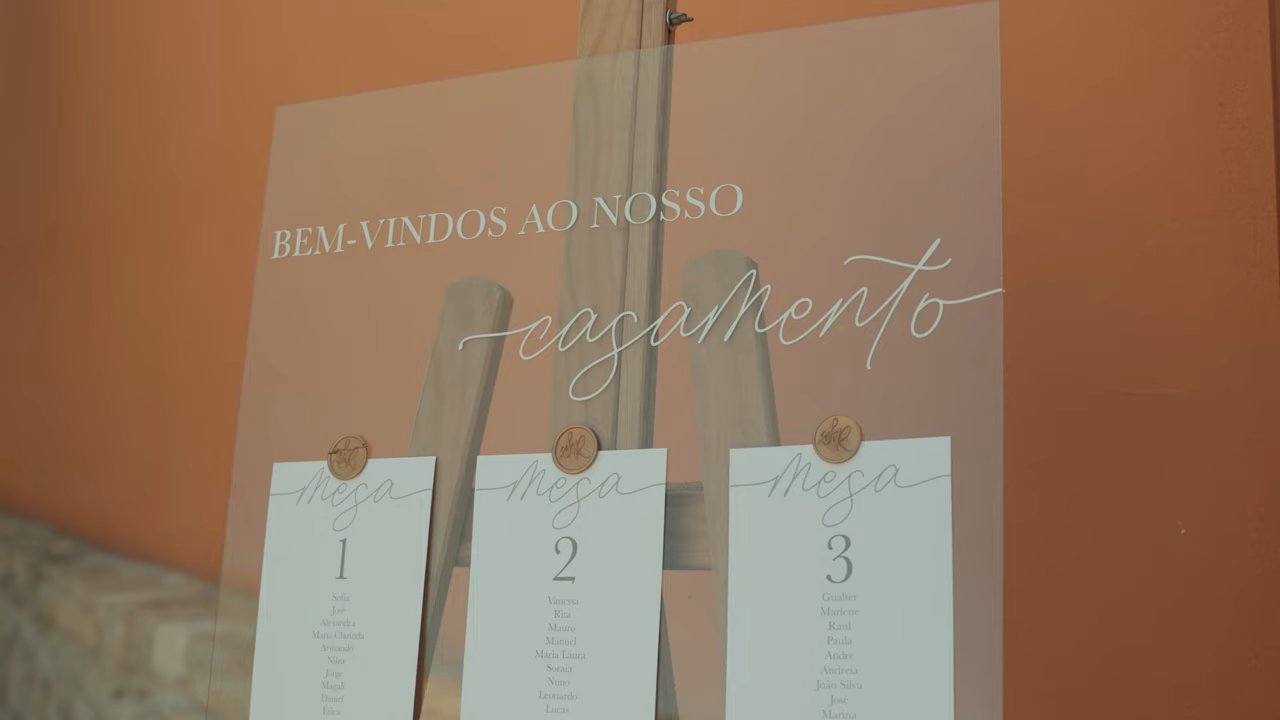 BEM-VINDOS AO NOSSO
casamento
Mesa
1
Sofia
José
Alexandra
Maria Clarinda
Armando
Nilza
Jorge
Magali
Daniel
Érica
Mesa
2
Vanessa
Rita
Mauro
Manuel
Maria Laura
Soraia
Nuno
Leonardo
Lucas
Mesa
3
Gualter
Marlene
Raul
Paula
Andre
Andreia
João Silva
José
Marina